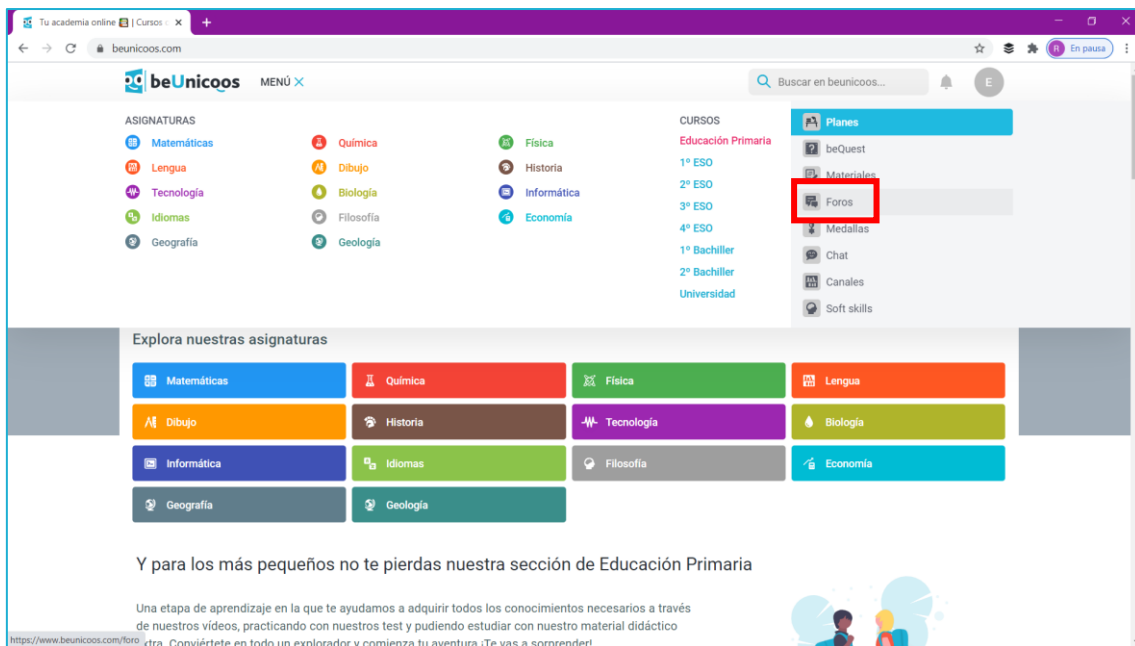 Tu academia online | Cursos
beunicoos.com
R En pausa
beUnicoos MENÚ
Buscar en beunicoos...
E
ASIGNATURAS
Matemáticas
Química
Física
Lengua
Dibujo
Historia
Tecnología
Biología
Informática
Idiomas
Filosofía
Economía
Geografía
Geología
CURSOS
Educación Primaria
1º ESO
2º ESO
3º ESO
4º ESO
1º Bachiller
2º Bachiller
Universidad
Planes
beQuest
Materiales
Foros
Medallas
Chat
Canales
Soft skills
Explora nuestras asignaturas
Matemáticas
Química
Física
Lengua
Dibujo
Historia
Tecnología
Biología
Informática
Idiomas
Filosofía
Economía
Geografía
Geología
Y para los más pequeños no te pierdas nuestra sección de Educación Primaria
Una etapa de aprendizaje en la que te ayudamos a adquirir todos los conocimientos necesarios a través
de nuestros vídeos, practicando con nuestros test y pudiendo estudiar con nuestro material didáctico
Conviértete en todo un explorador y comienza tu aventura ¡Te vas a sorprender!
https://www.beunicoos.com/foro